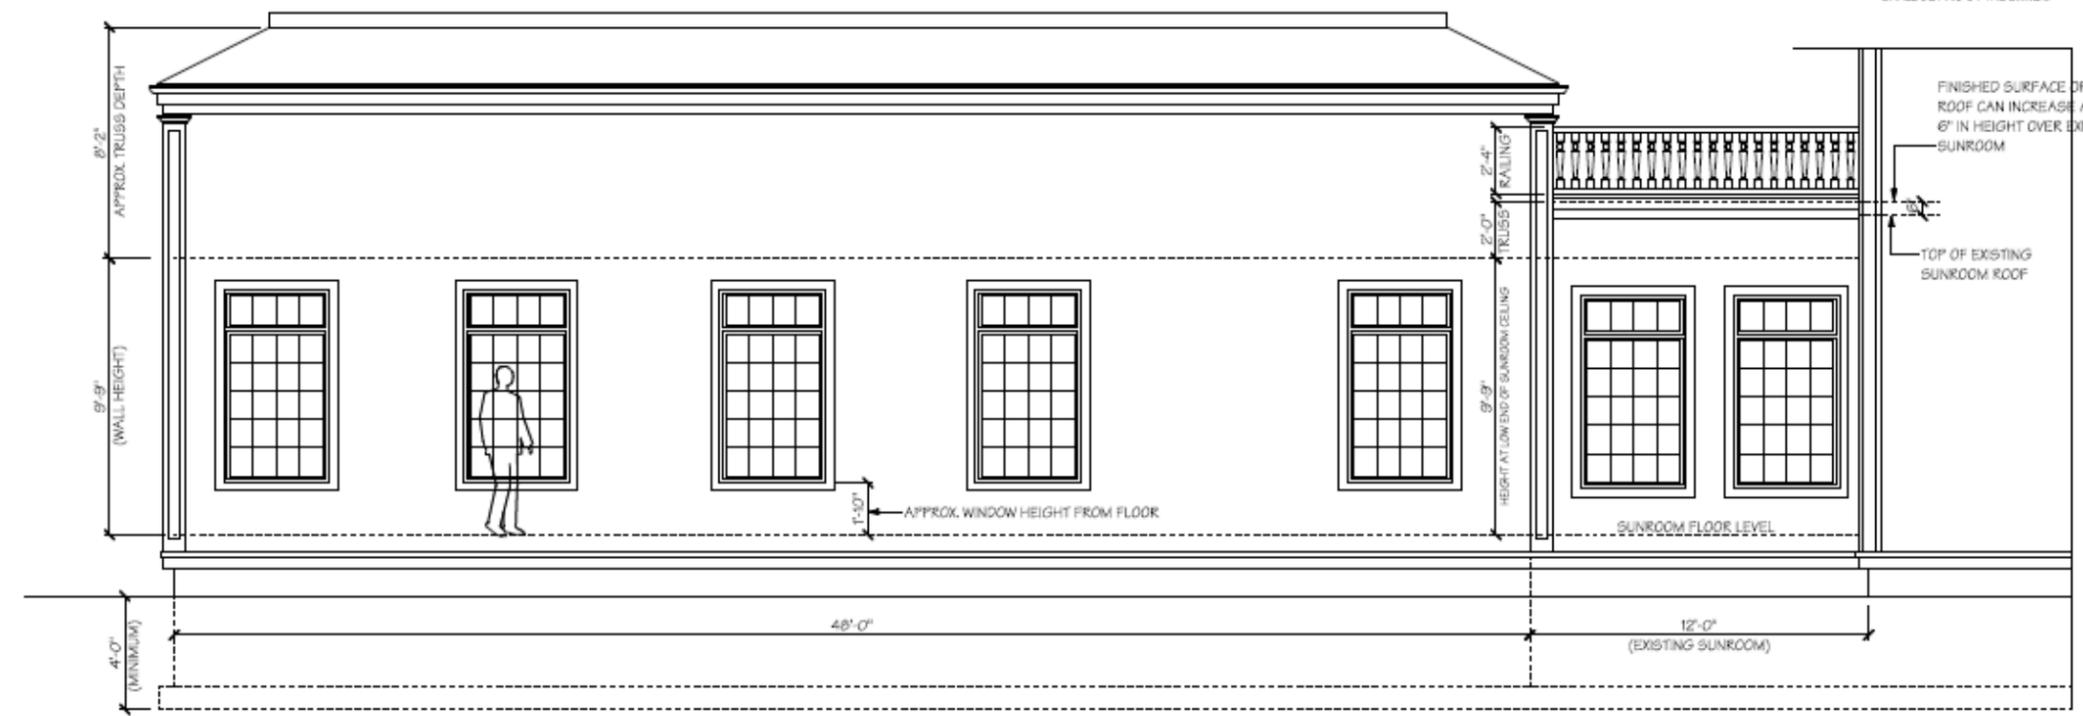 8'-2"
APPROX. TRUSS DEPTH
9'-9"
(WALL HEIGHT)
4'-0"
(MINIMUM)
1'-10"
APPROX. WINDOW HEIGHT FROM FLOOR
48'-0"
2'-4"
RAILING
2'-0"
TRUSS
9'-9"
HEIGHT AT LOW END OF SUNROOM CEILING
SUNROOM FLOOR LEVEL
12'-0"
(EXISTING SUNROOM)
FINISHED SURFACE OF
ROOF CAN INCREASE
6" IN HEIGHT OVER
SUNROOM
6"
TOP OF EXISTING
SUNROOM ROOF